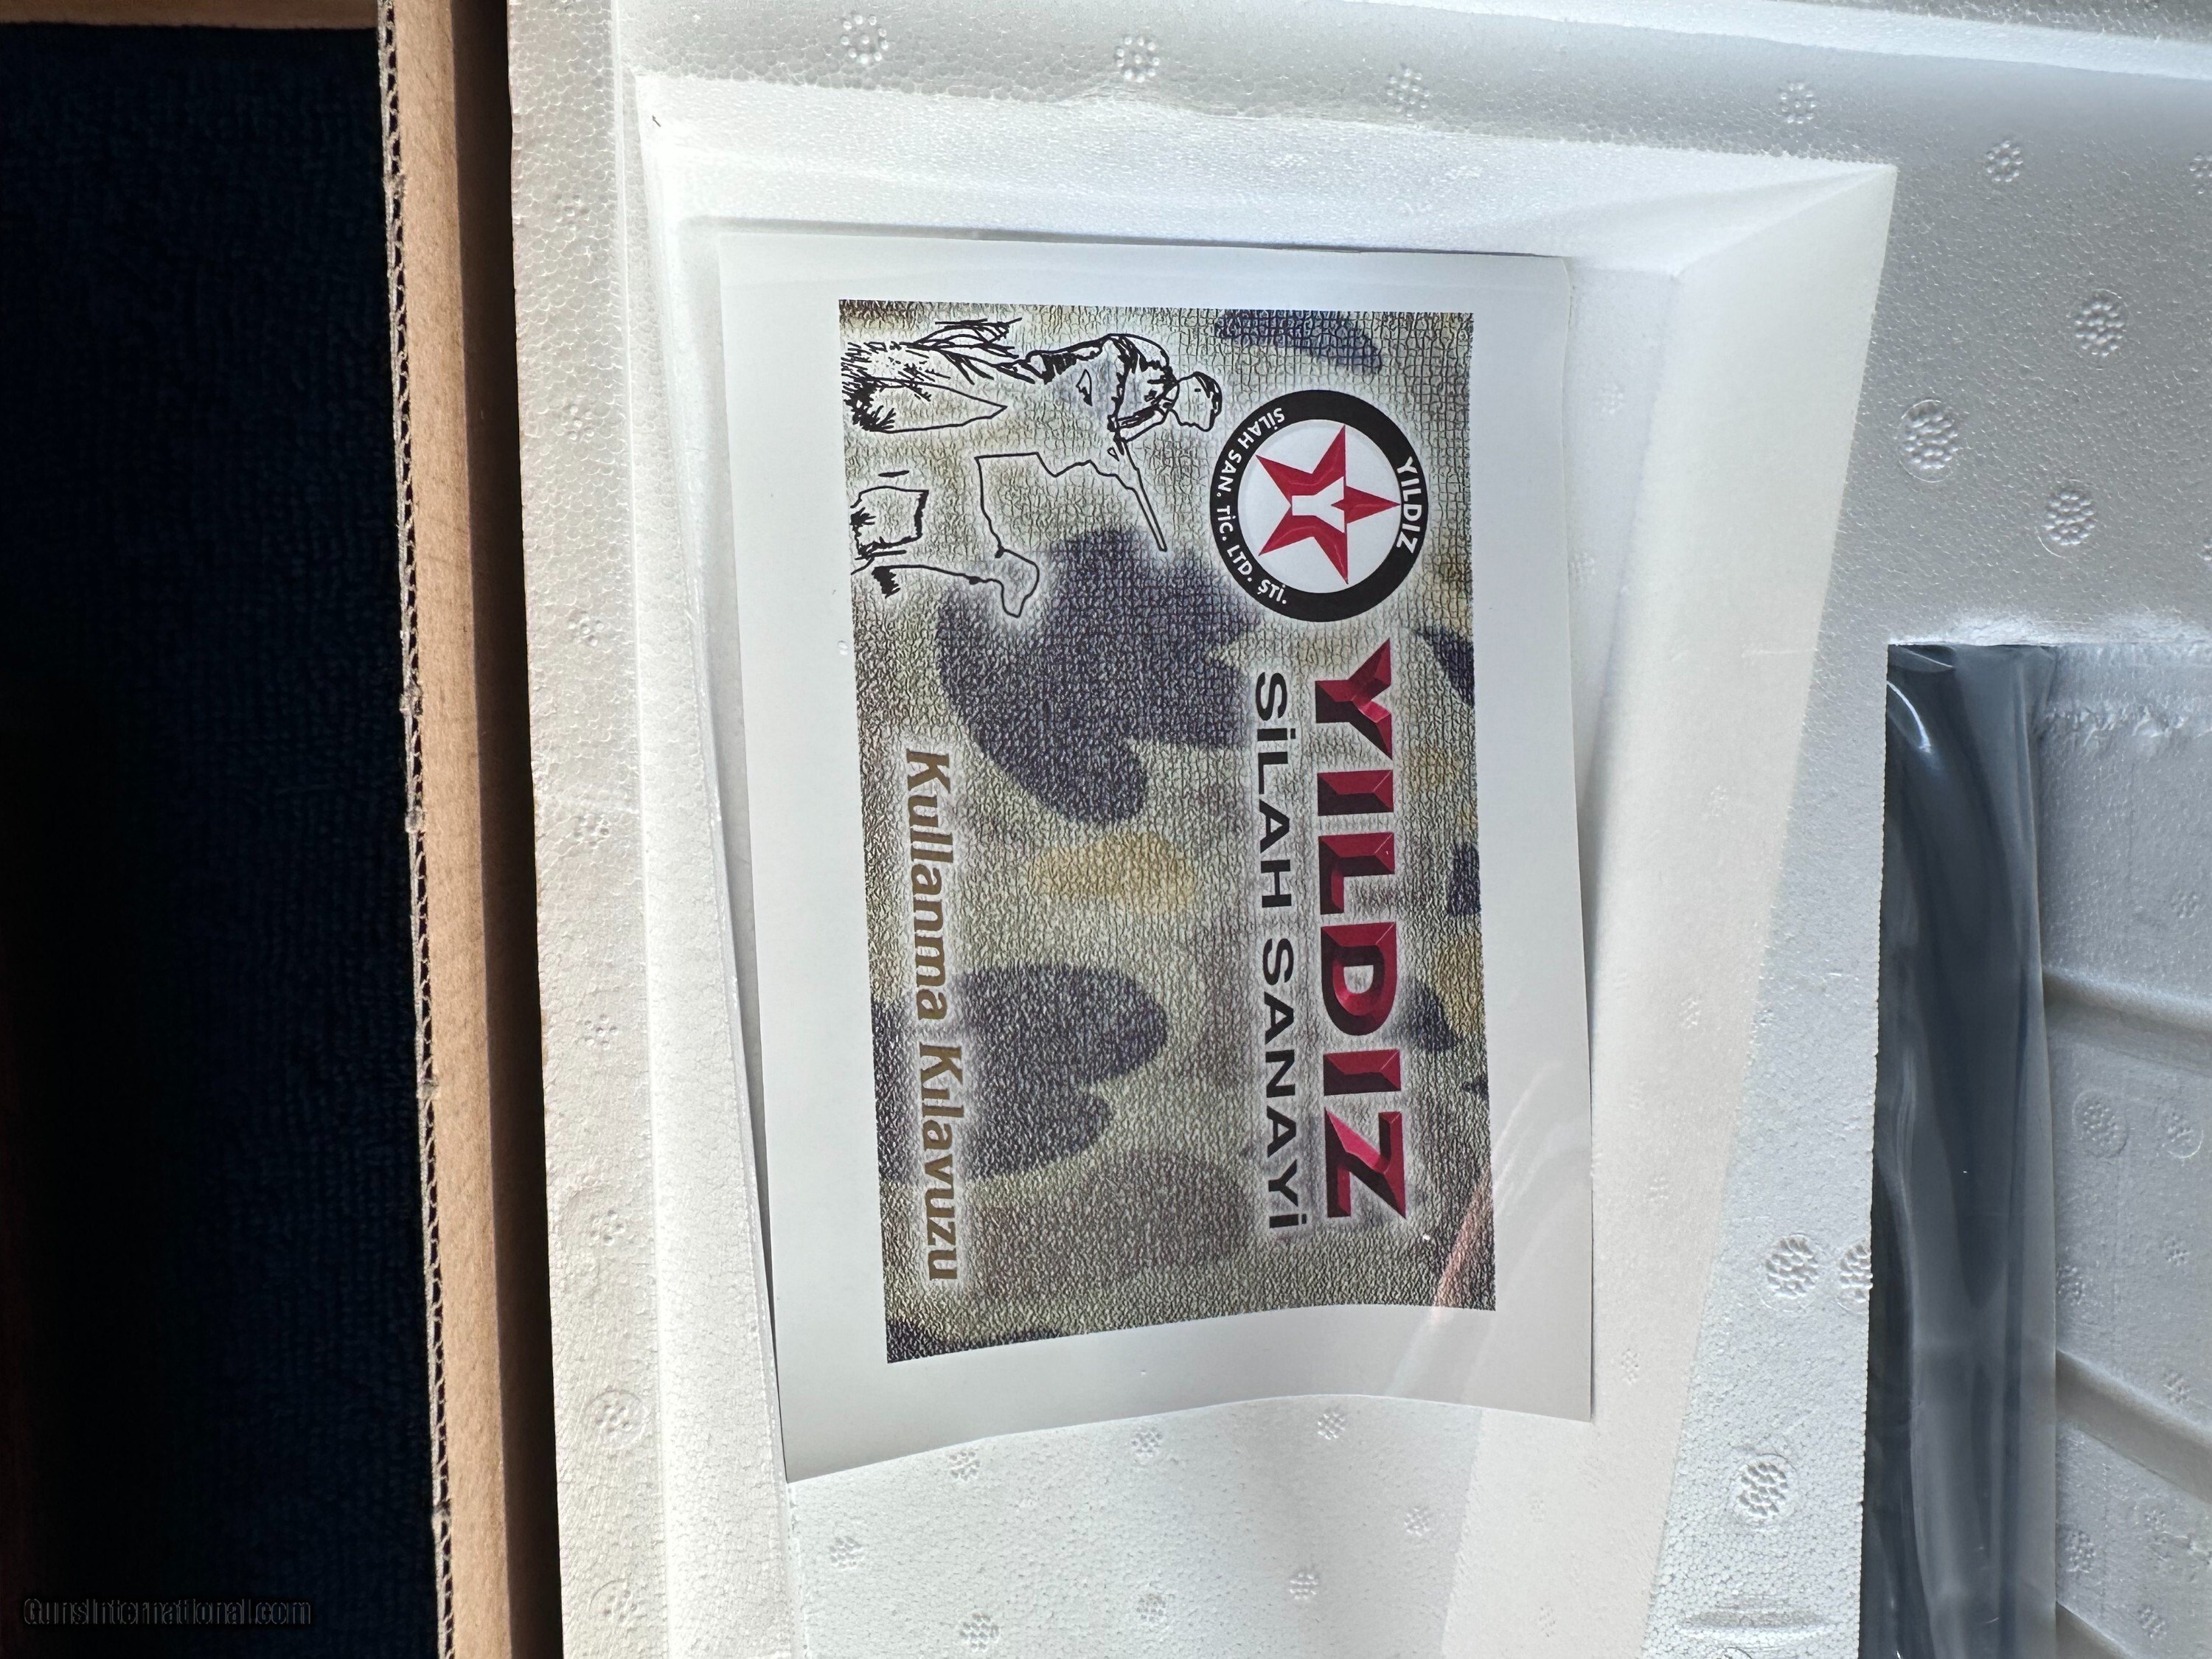 YILDIZ
SİLAH SAN. TİC. LTD. ŞTİ.
Y
YILDIZ
SİLAH SANAYİ
Kullanma Kılavuzu
GunsInternational.com